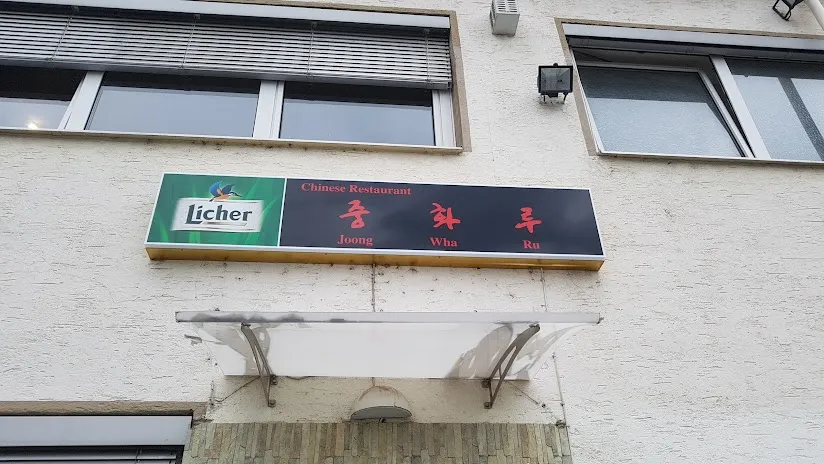 Licher
Chinese Restaurant
중 화 루
Joong Wha Ru